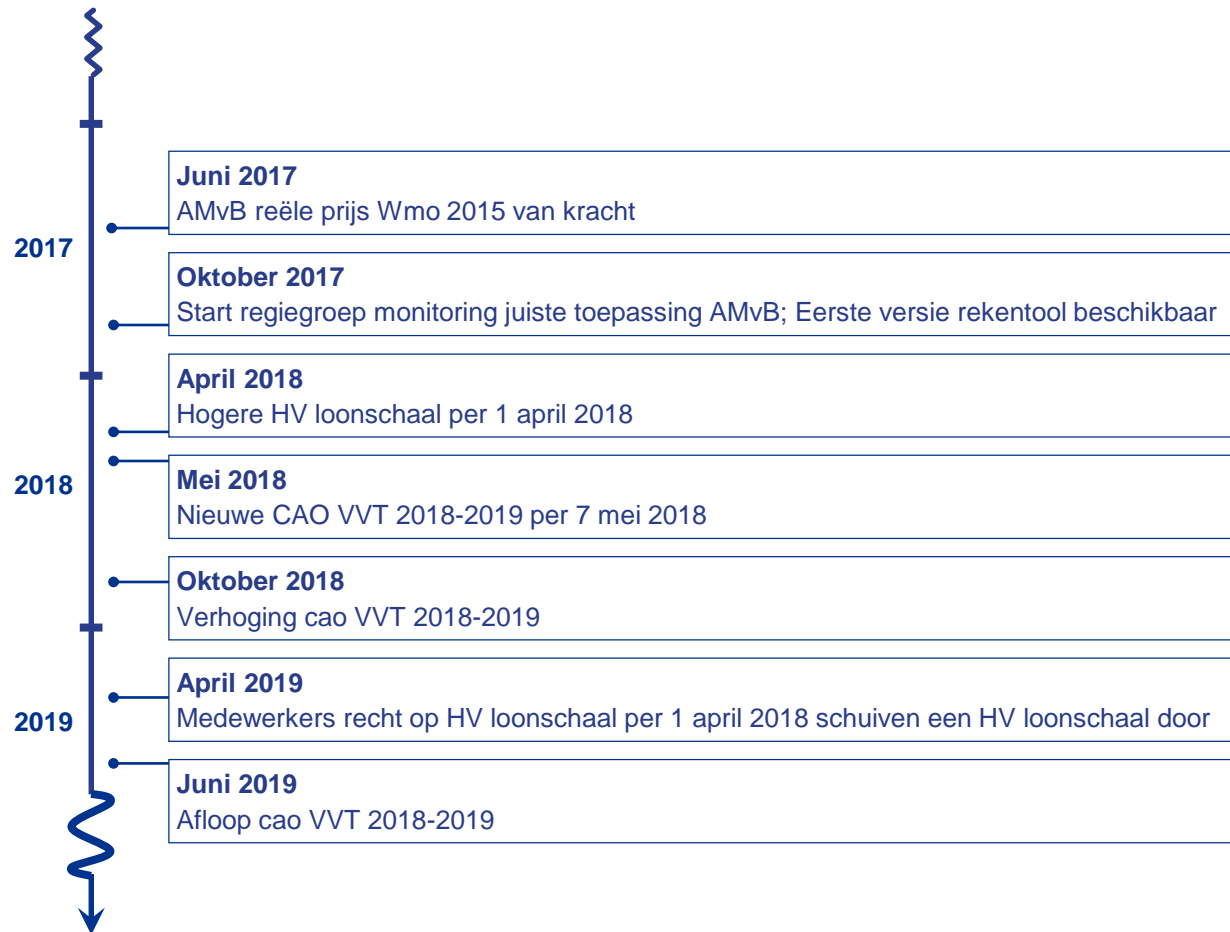 Juni 2017
AMvB reële prijs Wmo 2015 van kracht
2017
Oktober 2017
Start regiegroep monitoring juiste toepassing AMvB; Eerste versie rekentool beschikbaar
April 2018
Hogere HV loonschaal per 1 april 2018
2018
Mei 2018
Nieuwe CAO VVT 2018-2019 per 7 mei 2018
Oktober 2018
Verhoging cao VVT 2018-2019
April 2019
Medewerkers recht op HV loonschaal per 1 april 2018 schuiven een HV loonschaal door
2019
Juni 2019
Afloop cao VVT 2018-2019